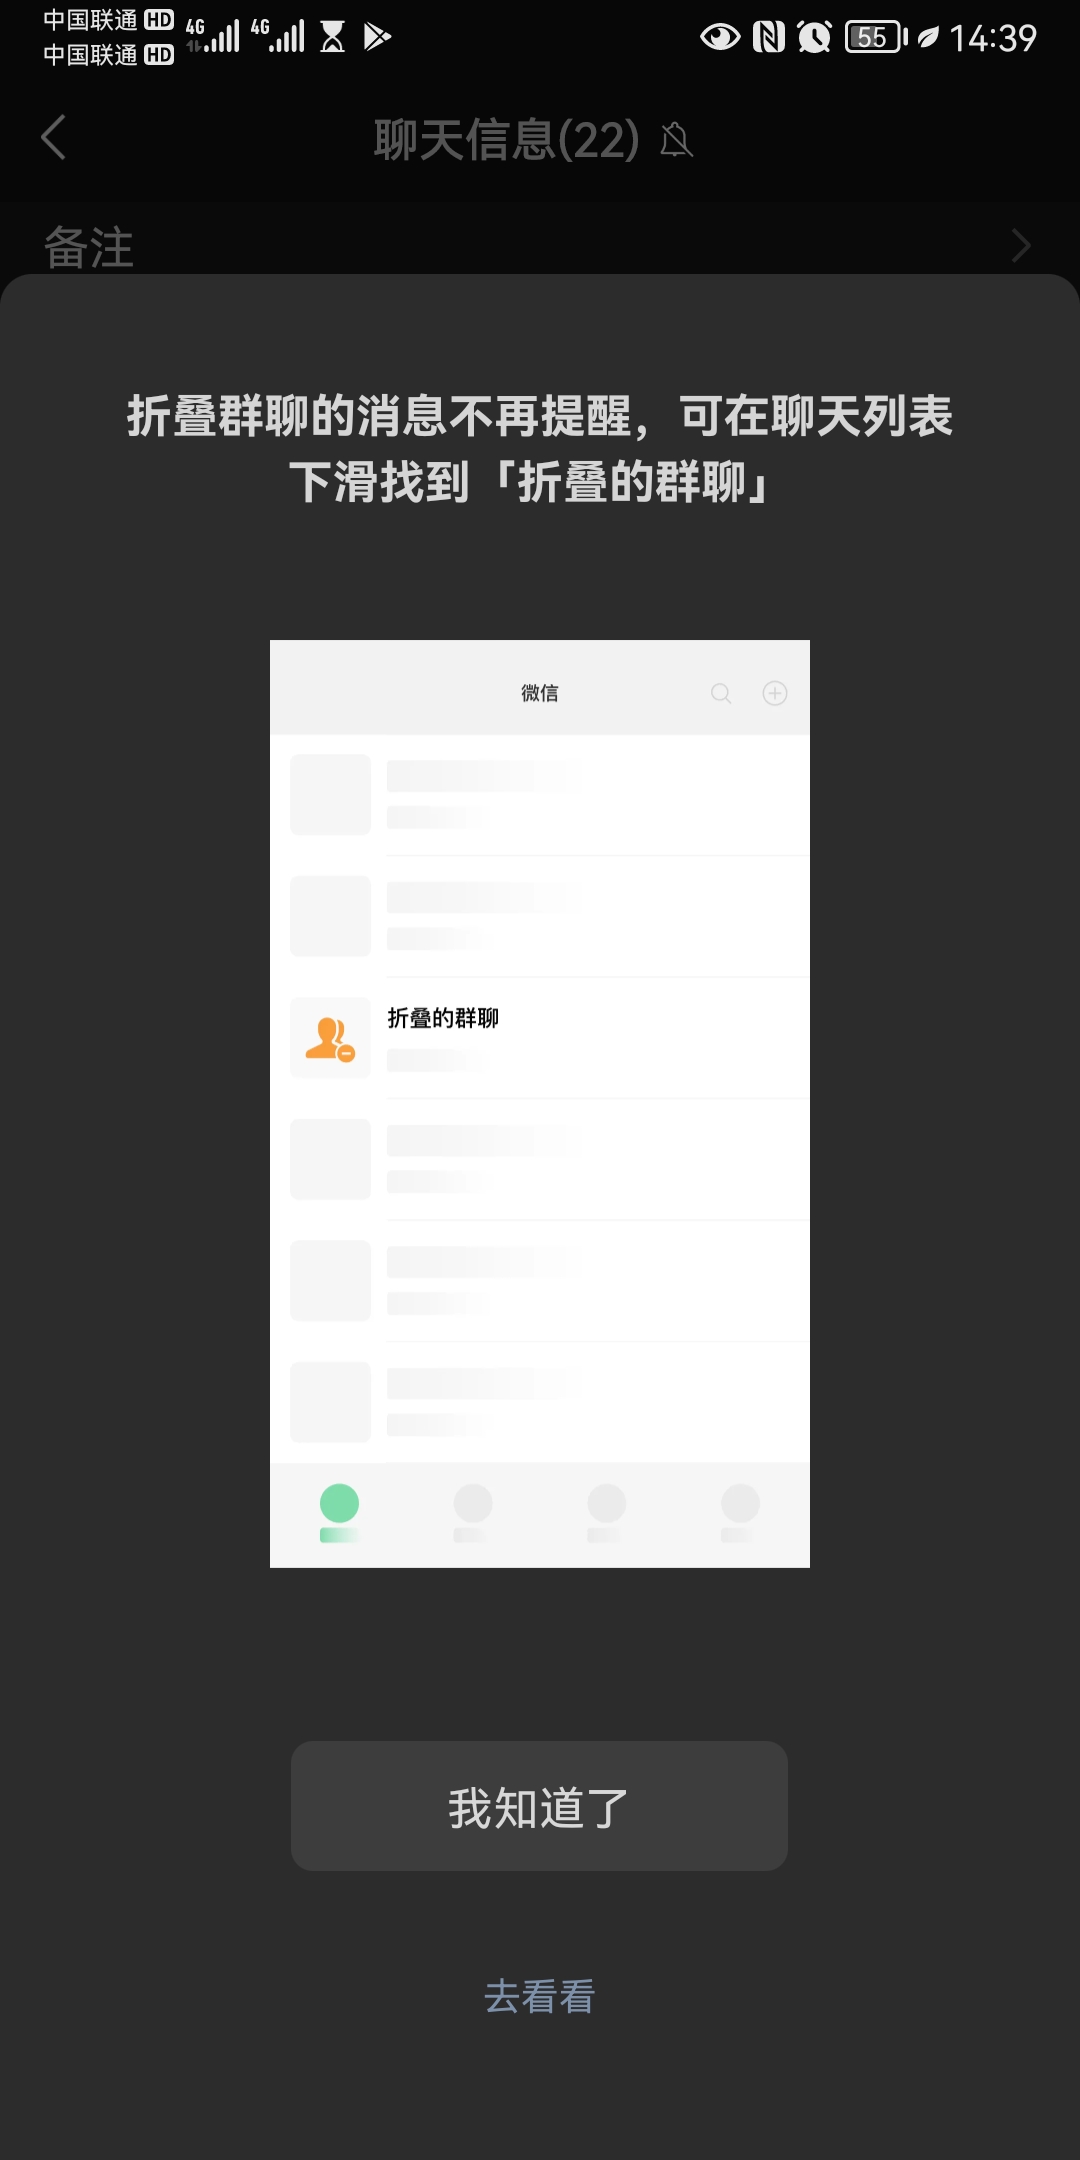 中国联通 HD 4G 4G 55 14:39
中国联通 HD
聊天信息(22)
备注
折叠群聊的消息不再提醒，可在聊天列表
下滑找到「折叠的群聊」
微信
折叠的群聊
我知道了
去看看